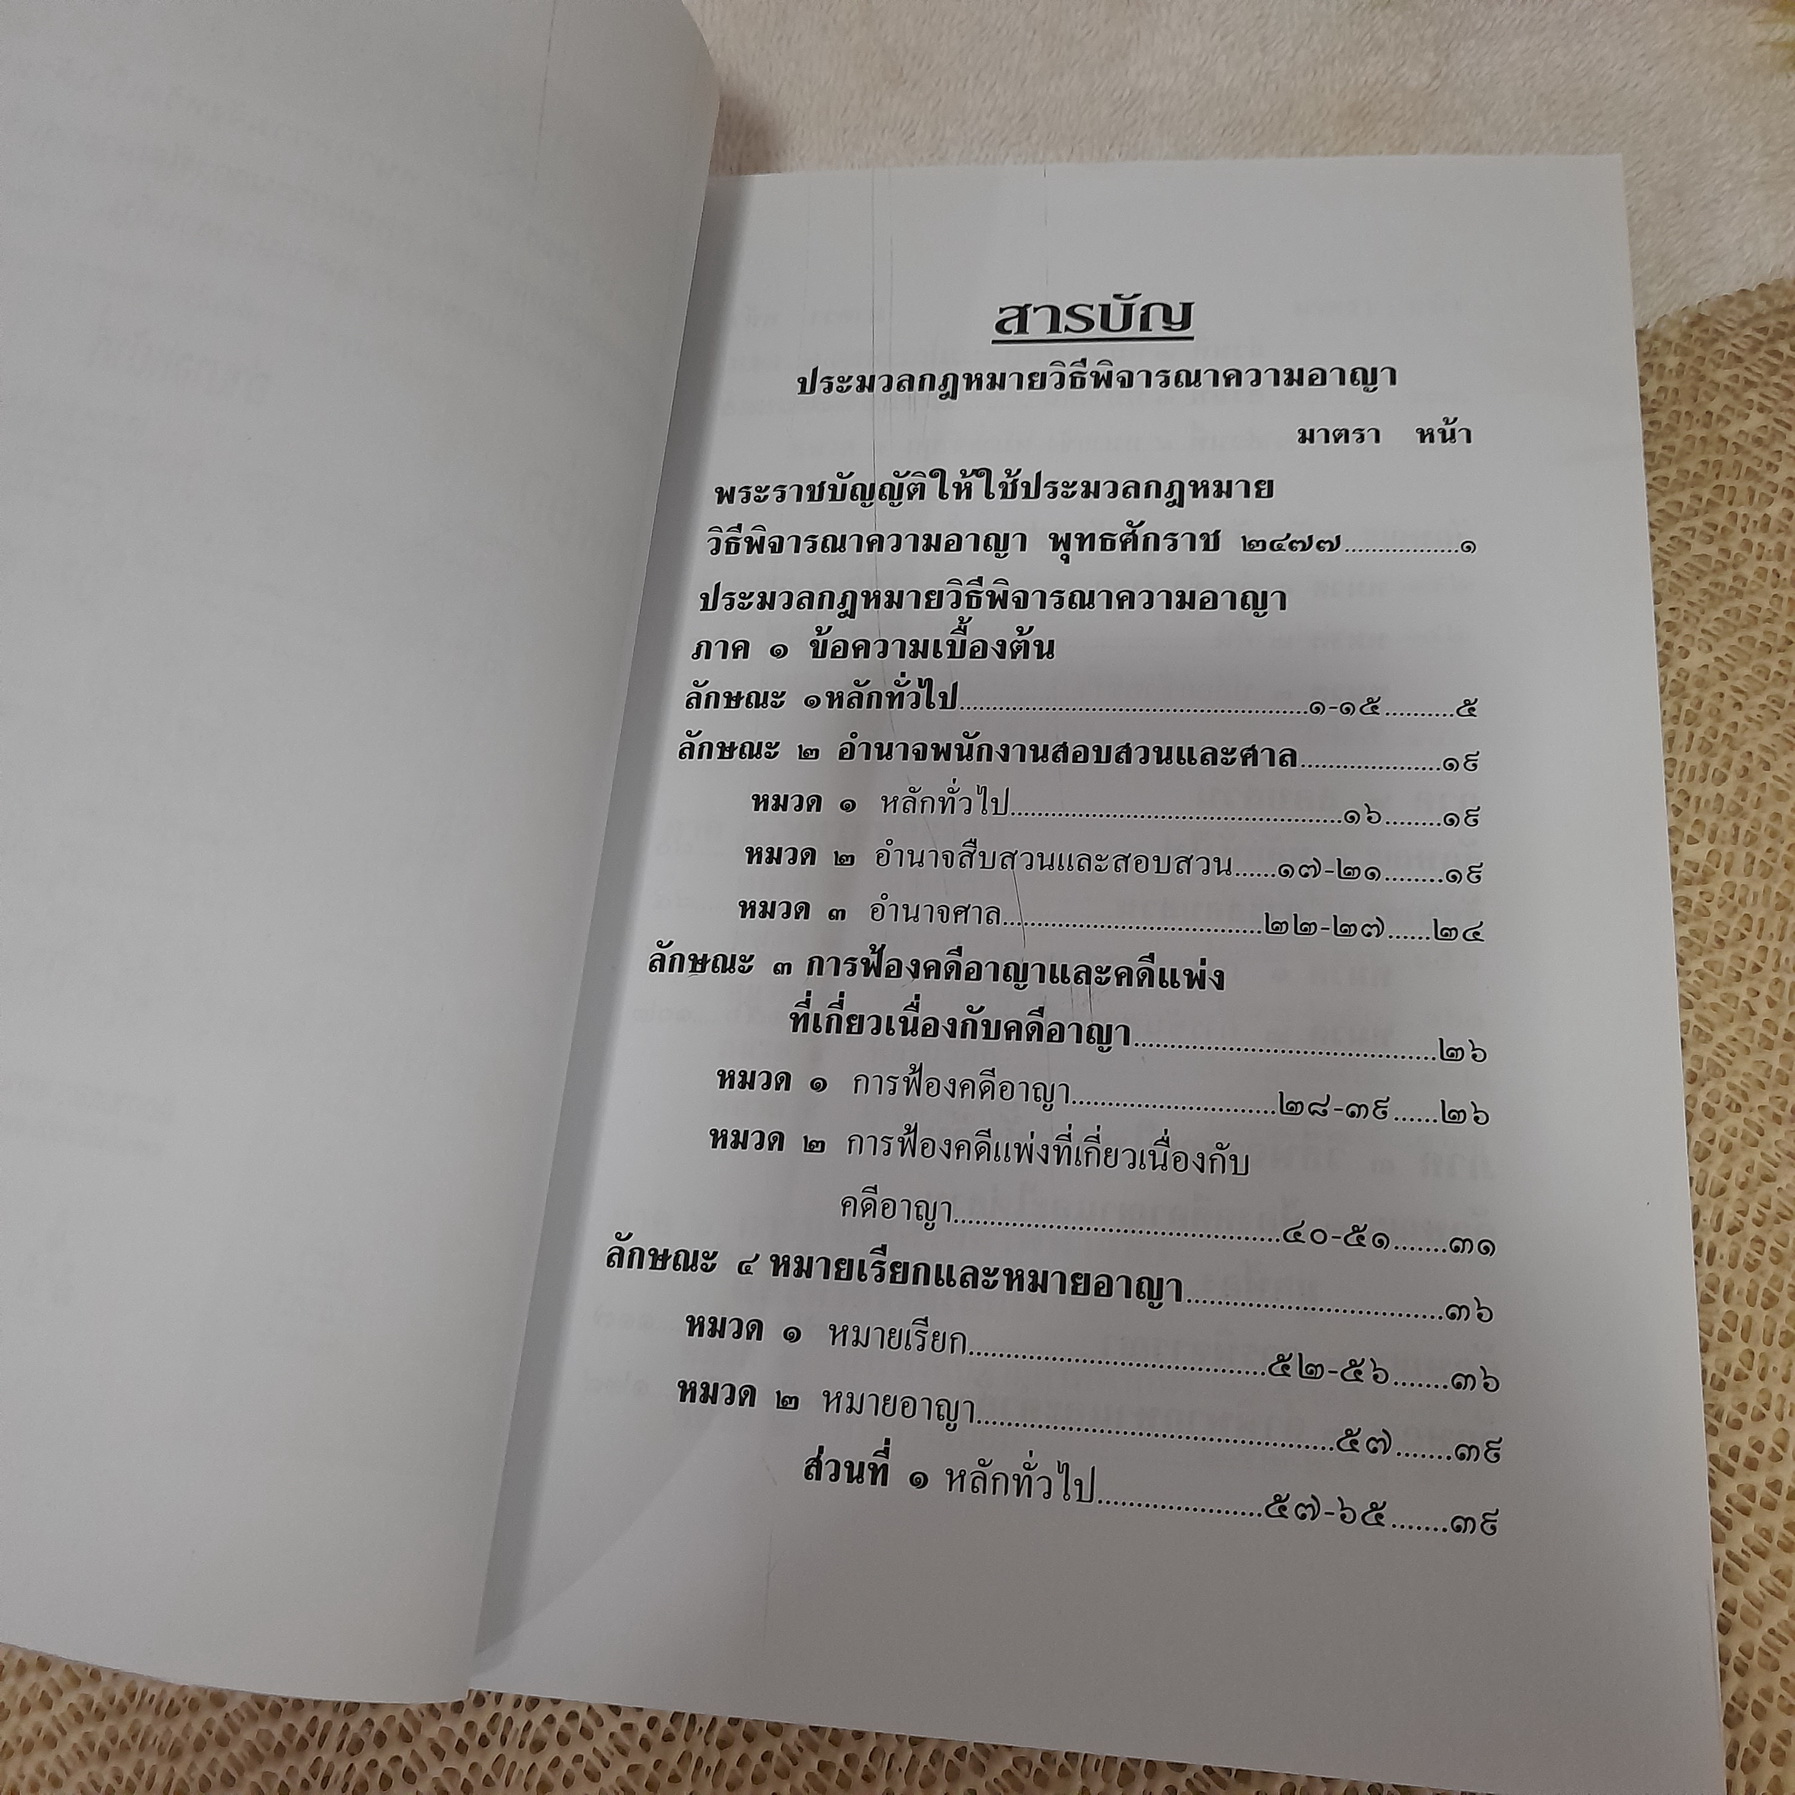 สารบัญ
ประมวลกฎหมายวิธีพิจารณาความอาญา
มาตรา หน้า
พระราชบัญญัติให้ใช้ประมวลกฎหมาย
วิธีพิจารณาความอาญา พุทธศักราช ๒๔๗๗................๑
ประมวลกฎหมายวิธีพิจารณาความอาญา
ภาค ๑ ข้อความเบื้องต้น
ลักษณะ ๑หลักทั่วไป..................................................๑-๑๕..........๕
ลักษณะ ๒ อำนาจพนักงานสอบสวนและศาล....................๑๙
หมวด ๑ หลักทั่วไป...............................................๑๖........๑๙
หมวด ๒ อำนาจสืบสวนและสอบสวน......๑๗-๒๑........๑๙
หมวด ๓ อำนาจศาล.....................................๒๒-๒๗......๒๔
ลักษณะ ๓ การฟ้องคดีอาญาและคดีแพ่ง
ที่เกี่ยวเนื่องกับคดีอาญา...........................................๒๖
หมวด ๑ การฟ้องคดีอาญา.............................๒๘-๓๙......๒๖
หมวด ๒ การฟ้องคดีแพ่งที่เกี่ยวเนื่องกับ
คดีอาญา..............................................๔๐-๕๑.......๓๑
ลักษณะ ๔ หมายเรียกและหมายอาญา....................................๓๖
หมวด ๑ หมายเรียก.........................................๕๒-๕๖.......๓๖
หมวด ๒ หมายอาญา..................................................๕๗.......๓๙
ส่วนที่ ๑ หลักทั่วไป.......................๕๗-๖๕.......๓๙